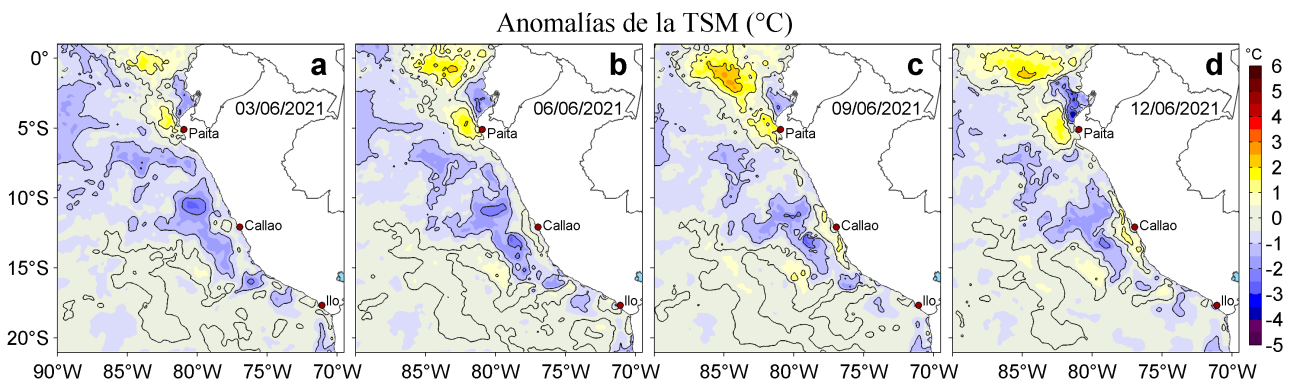 Anomalías de la TSM (°C)
a b c d
03/06/2021 06/06/2021 09/06/2021 12/06/2021
Paita Paita Paita Paita
Callao Callao Callao Callao
Ilo Ilo Ilo Ilo
0°
5°S
10°S
15°S
20°S
90°W 85°W 80°W 75°W 70°W 85°W 80°W 75°W 70°W 85°W 80°W 75°W 70°W 85°W 80°W 75°W 70°W
°C
6
5
4
3
2
1
0
-1
-2
-3
-4
-5